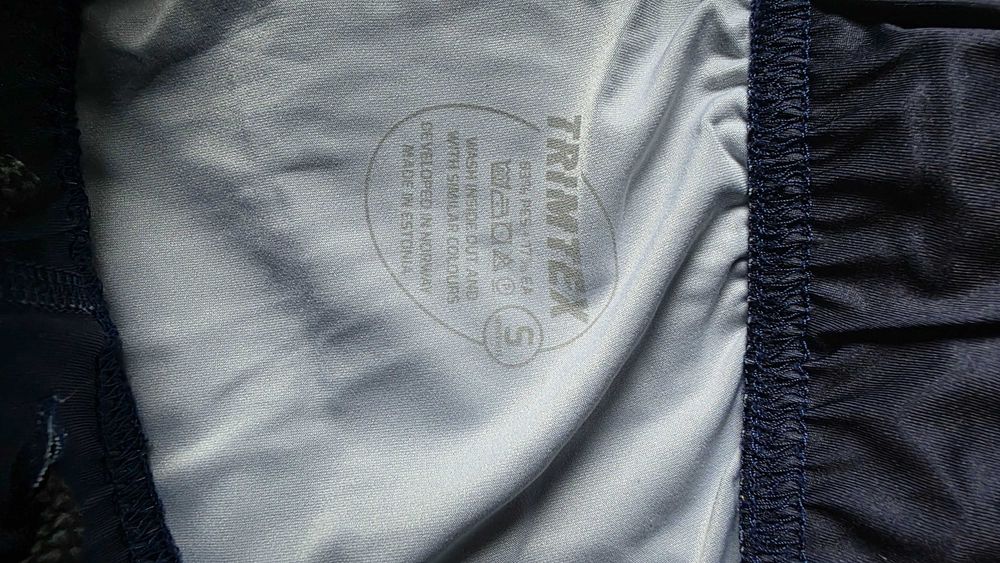 TRIMTEX
83% PES • 17% EA
S
WASH INSIDE OUT AND
WITH SIMILAR COLOURS
DEVELOPED IN NORWAY
MADE IN ESTONIA